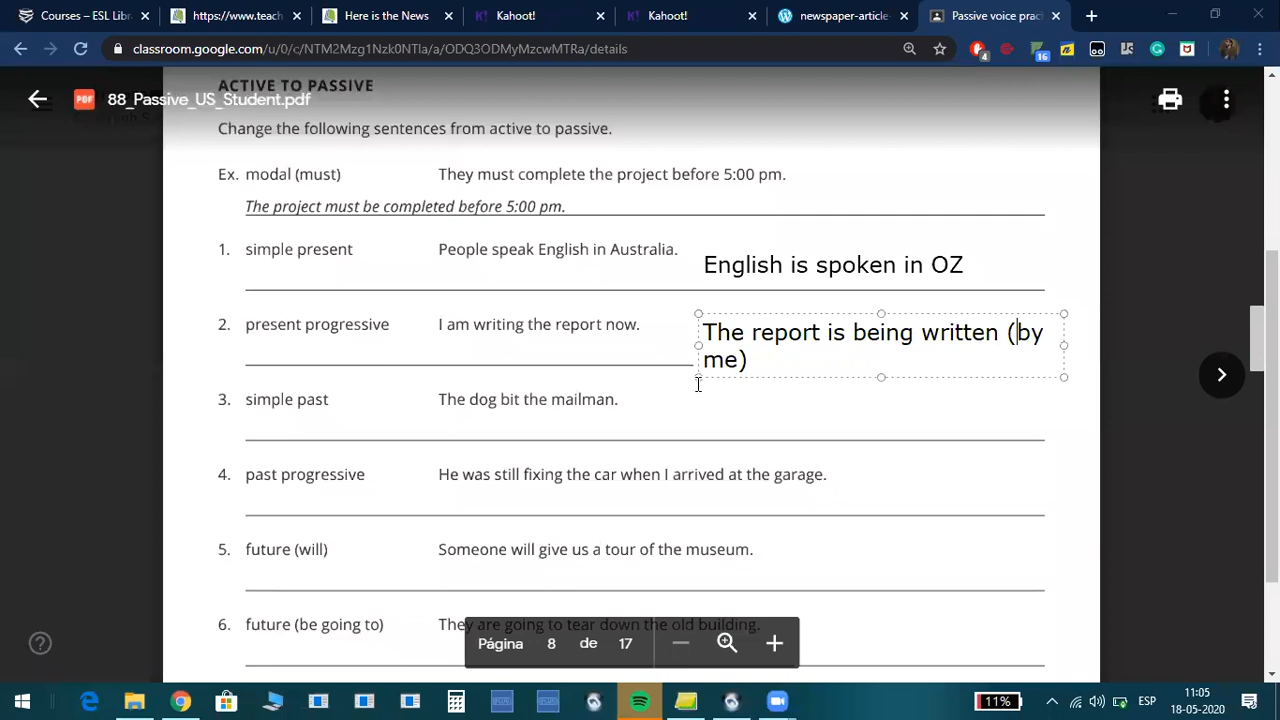 Courses – ESL Libr
https://www.teach
Here is the News
Kahoot!
Kahoot!
newspaper-article
Passive voice prac
classroom.google.com/u/0/c/NTM2Mzg1Nzk0NTIa/a/ODQ3ODMyMzcwMTRa/details
4
16
ACTIVE TO PASSIVE
PDF 88_Passive_US_Student.pdf
Change the following sentences from active to passive.
Ex. modal (must) They must complete the project before 5:00 pm.
The project must be completed before 5:00 pm.
1. simple present People speak English in Australia.
English is spoken in OZ
2. present progressive I am writing the report now.
The report is being written (by
me)
3. simple past The dog bit the mailman.
4. past progressive He was still fixing the car when I arrived at the garage.
5. future (will) Someone will give us a tour of the museum.
6. future (be going to) They are going to tear down the old building.
Página 8 de 17
11%
ESP
11:05
18-05-2020